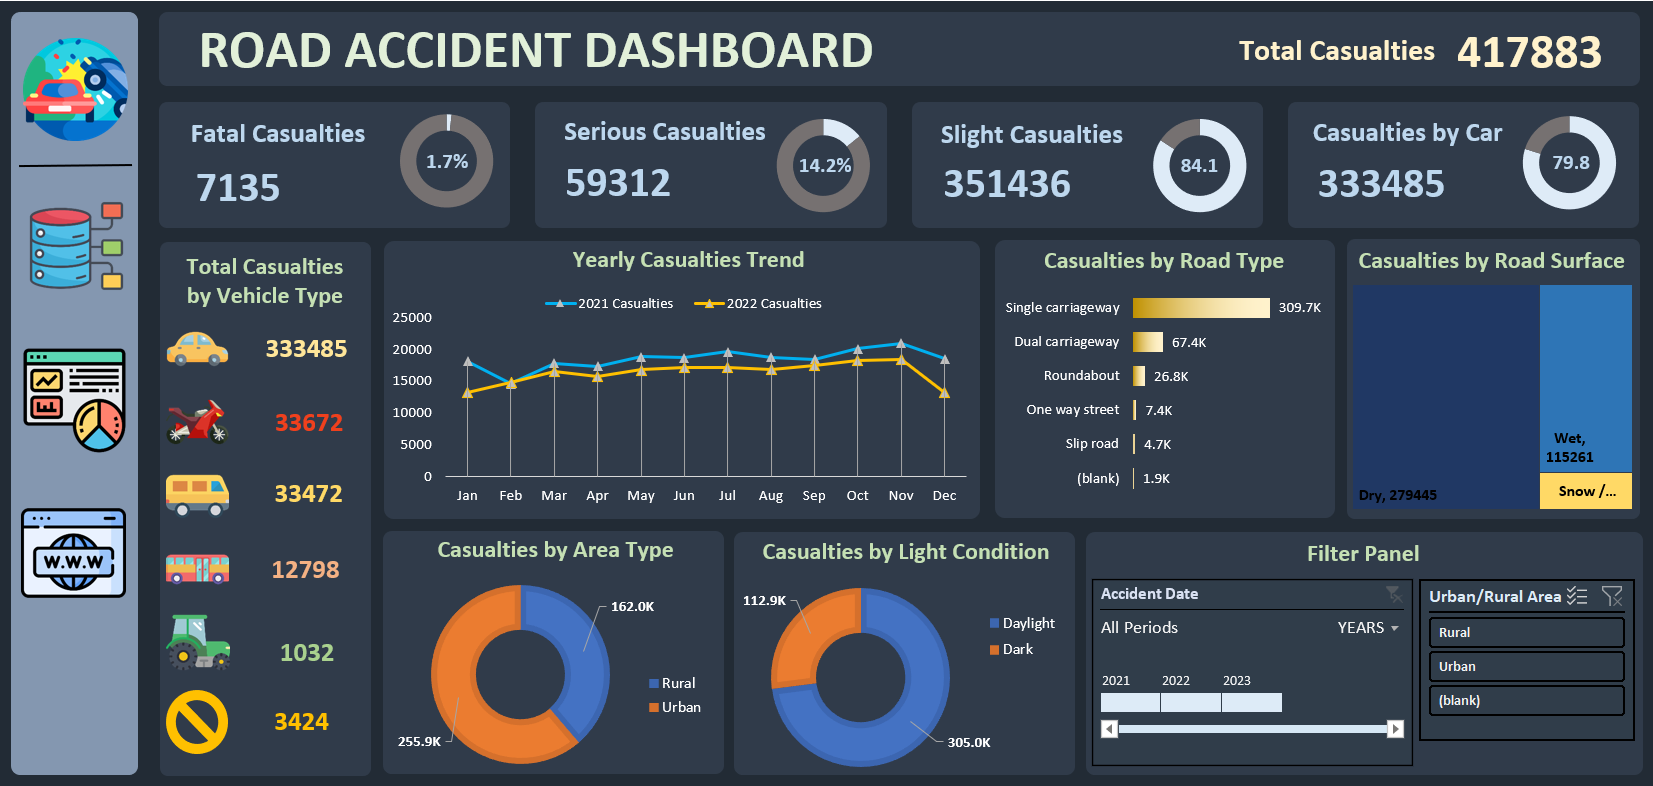 ROAD ACCIDENT DASHBOARD
Total Casualties 417883
Fatal Casualties
7135
1.7%
Serious Casualties
59312
14.2%
Slight Casualties
351436
84.1
Casualties by Car
333485
79.8
Total Casualties
by Vehicle Type
333485
33672
33472
12798
1032
3424
W.W.W
Yearly Casualties Trend
2021 Casualties
2022 Casualties
25000
20000
15000
10000
5000
0
Jan Feb Mar Apr May Jun Jul Aug Sep Oct Nov Dec
Casualties by Road Type
Single carriageway 309.7K
Dual carriageway 67.4K
Roundabout 26.8K
One way street 7.4K
Slip road 4.7K
(blank) 1.9K
Casualties by Road Surface
Wet,
115261
Dry, 279445
Snow /...
Casualties by Area Type
162.0K
Rural
Urban
255.9K
Casualties by Light Condition
112.9K
Daylight
Dark
305.0K
Filter Panel
Accident Date
All Periods YEARS
2021 2022 2023
Urban/Rural Area
Rural
Urban
(blank)